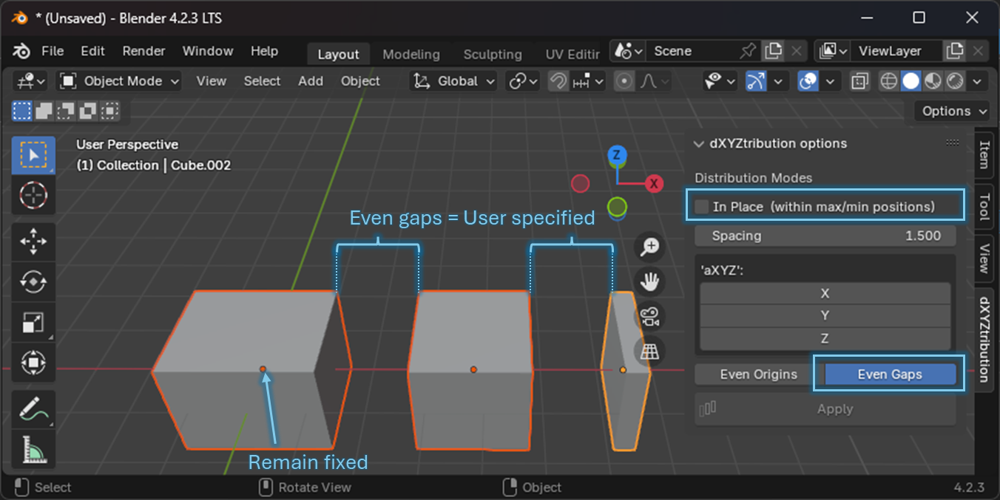 * (Unsaved) - Blender 4.2.3 LTS
File Edit Render Window Help Layout Modeling Sculpting UV Editin Scene ViewLayer
Object Mode View Select Add Object Global
Options
User Perspective
(1) Collection | Cube.002
Z
X
dXYZtribution options
Distribution Modes
In Place (within max/min positions)
Spacing 1.500
'aXYZ':
X
Y
Z
Even Origins Even Gaps
Apply
Item
Tool
View
dXYZtribution
Even gaps = User specified
Remain fixed
Select Rotate View Object 4.2.3